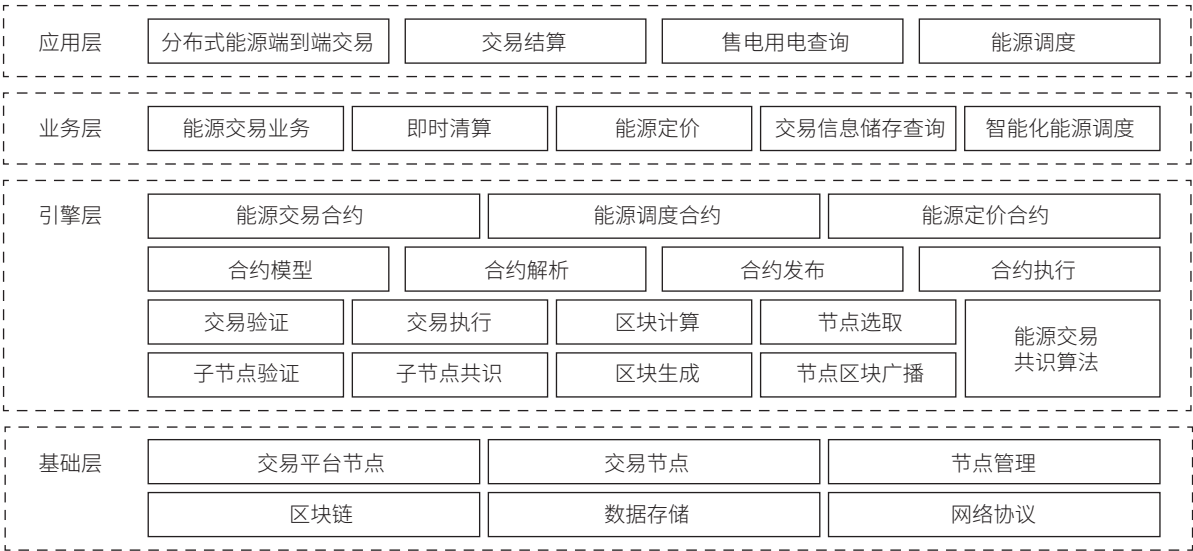 应用层
分布式能源端到端交易
交易结算
售电用电查询
能源调度
业务层
能源交易业务
即时清算
能源定价
交易信息储存查询
智能化能源调度
引擎层
能源交易合约
能源调度合约
能源定价合约
合约模型
合约解析
合约发布
合约执行
交易验证
交易执行
区块计算
节点选取
能源交易
共识算法
子节点验证
子节点共识
区块生成
节点区块广播
基础层
交易平台节点
交易节点
节点管理
区块链
数据存储
网络协议